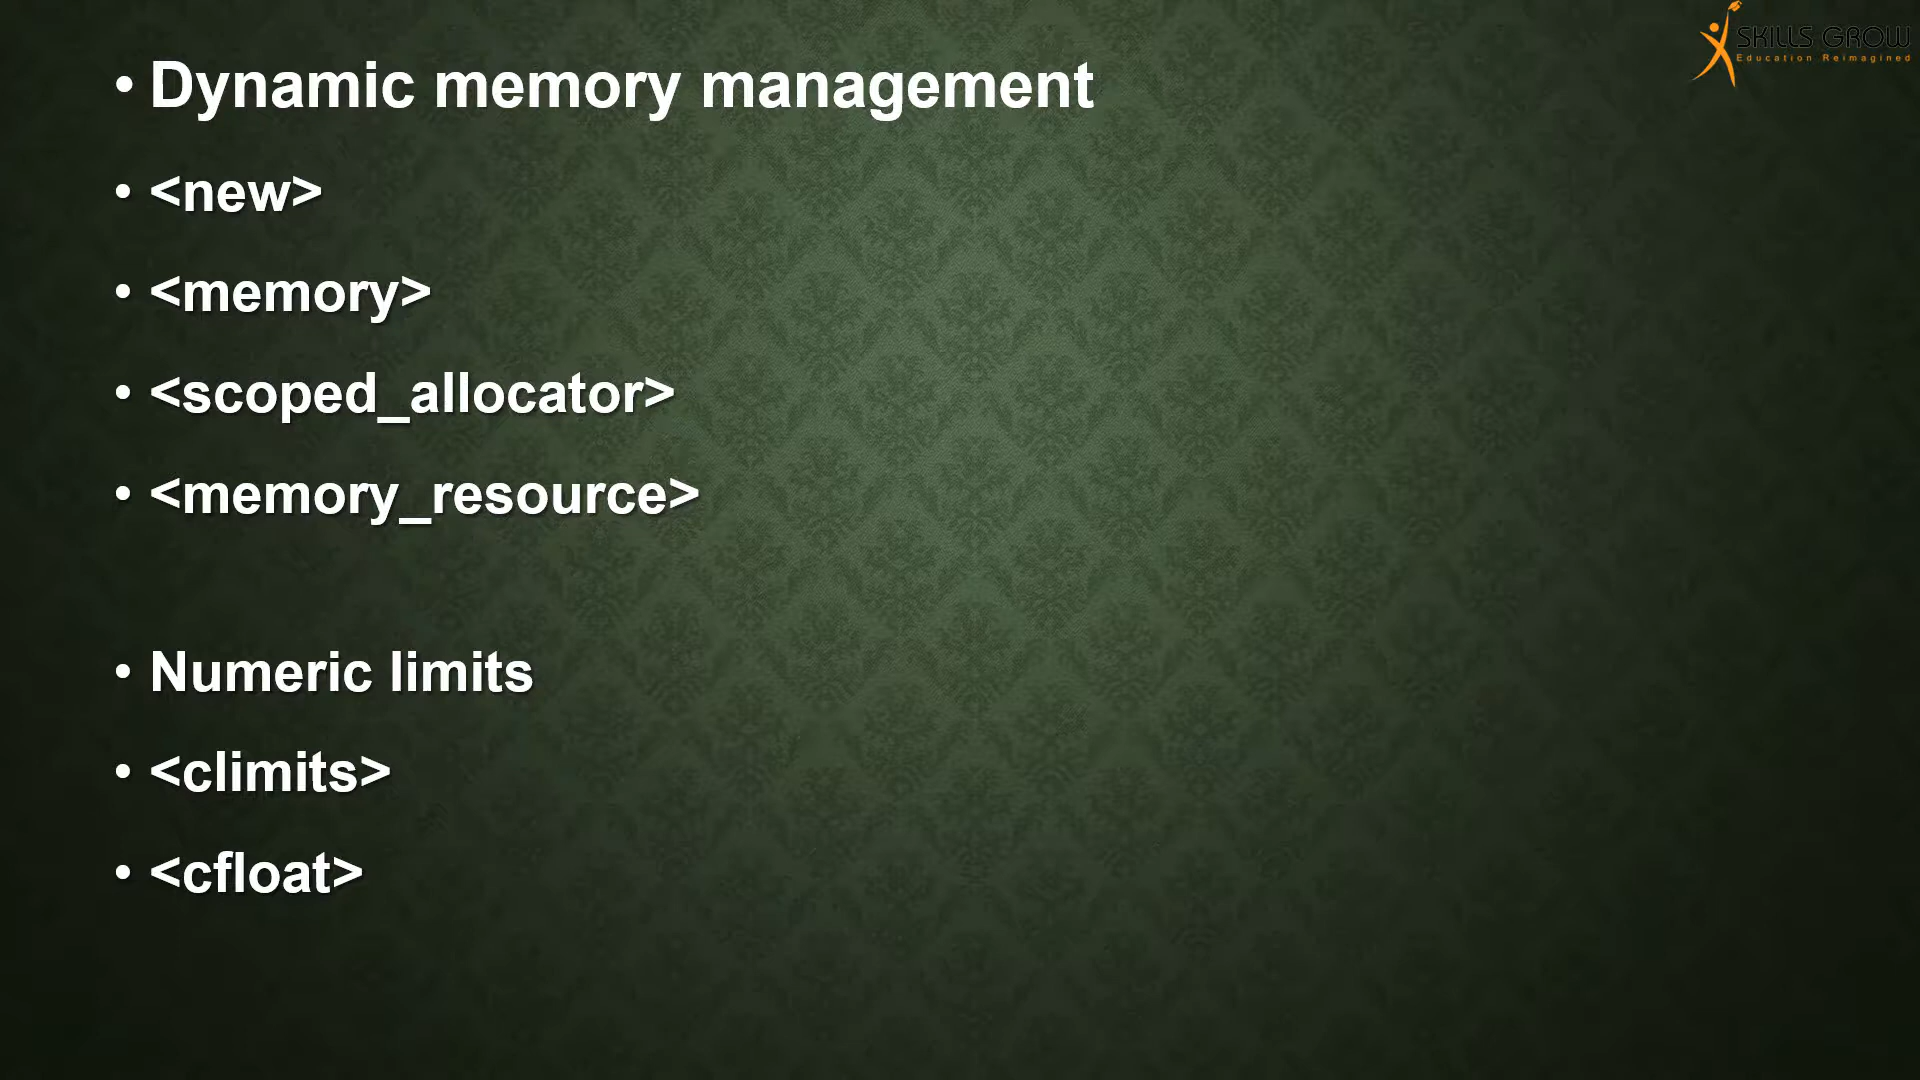 SKILLS GROW
Education Reimagined
• Dynamic memory management
• <new>
• <memory>
• <scoped_allocator>
• <memory_resource>
• Numeric limits
• <climits>
• <cfloat>